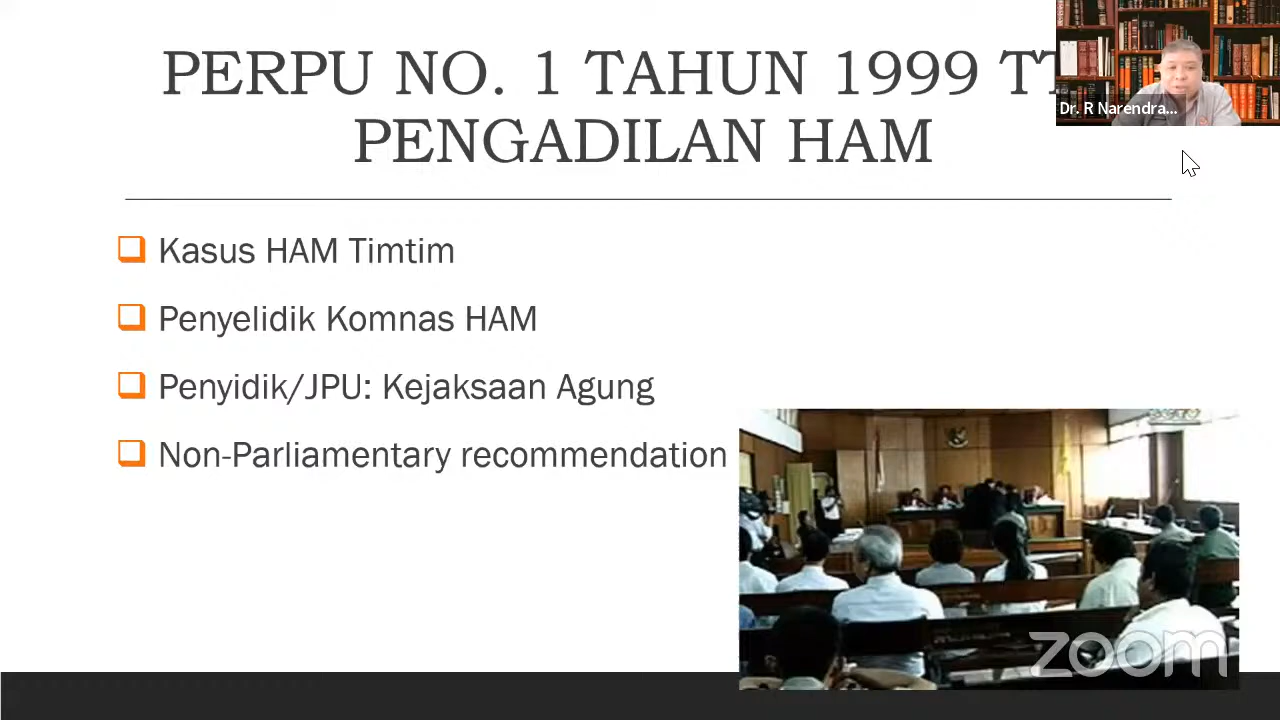 PERPU NO. 1 TAHUN 1999 TT
PENGADILAN HAM
Dr. R Narendra...
Kasus HAM Timtim
Penyelidik Komnas HAM
Penyidik/JPU: Kejaksaan Agung
Non-Parliamentary recommendation
zoom